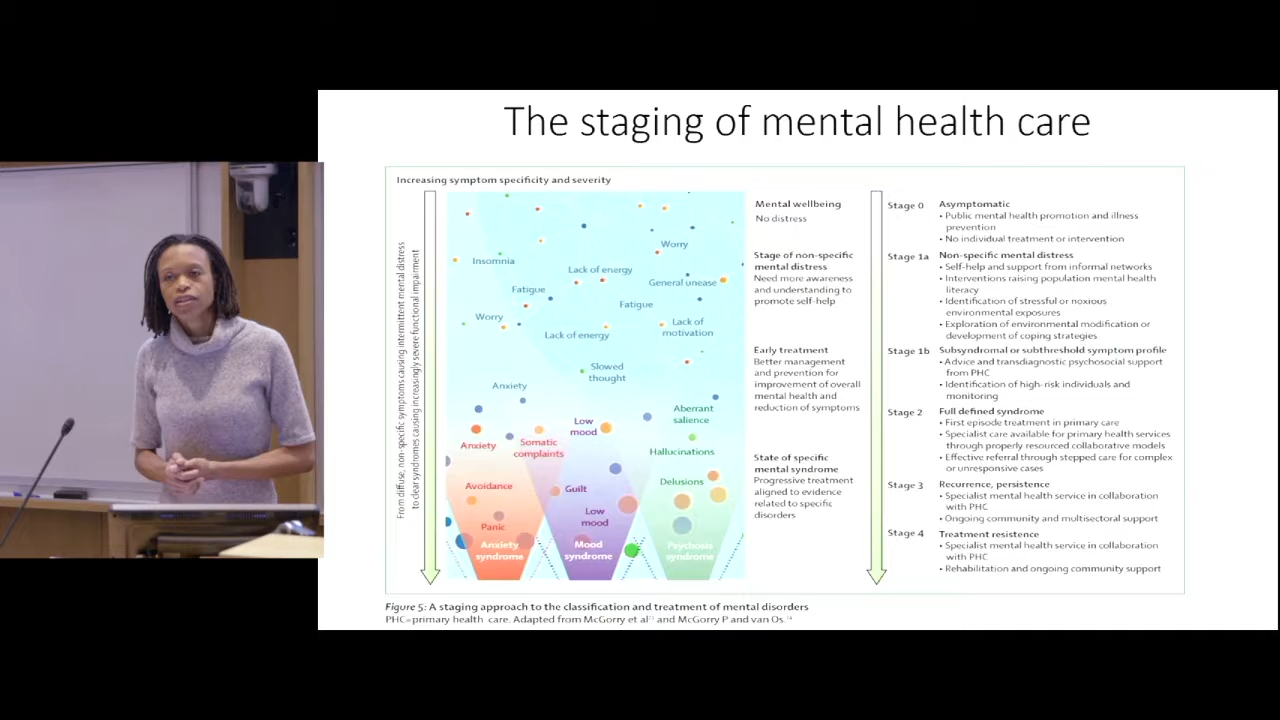 The staging of mental health care
Increasing symptom specificity and severity
From diffuse, non-specific symptoms causing intermittent mental distress
to clear syndromes causing increasingly severe functional impairment
Worry
Insomnia
Lack of energy
General unease
Fatigue
Fatigue
Worry
Lack of
motivation
Lack of energy
Slowed
thought
Anxiety
Aberrant
salience
Low
mood
Anxiety
Somatic
complaints
Hallucinations
Avoidance
Guilt
Delusions
Low
mood
Panic
Anxiety
syndrome
Mood
syndrome
Psychosis
syndrome
Mental wellbeing
No distress
Stage of non-specific
mental distress
Need more awareness
and understanding to
promote self-help
Early treatment
Better management
and prevention for
improvement of overall
mental health and
reduction of symptoms
State of specific
mental syndrome
Progressive treatment
aligned to evidence
related to specific
disorders
Stage 0 Asymptomatic
• Public mental health promotion and illness
prevention
• No individual treatment or intervention
Stage 1a Non-specific mental distress
• Self-help and support from informal networks
• Interventions raising population mental health
literacy
• Identification of stressful or noxious
environmental exposures
• Exploration of environmental modification or
development of coping strategies
Stage 1b Subsyndromal or subthreshold symptom profile
• Advice and transdiagnostic psychosocial support
from PHC
• Identification of high-risk individuals and
monitoring
Stage 2 Full defined syndrome
• First episode treatment in primary care
• Specialist care available for primary health services
through properly resourced collaborative models
• Effective referral through stepped care for complex
or unresponsive cases
Stage 3 Recurrence, persistence
• Specialist mental health service in collaboration
with PHC
• Ongoing community and multisectoral support
Stage 4 Treatment resistence
• Specialist mental health service in collaboration
with PHC
• Rehabilitation and ongoing community support
Figure 5: A staging approach to the classification and treatment of mental disorders
PHC=primary health care. Adapted from McGorry et al and McGorry P and van Os.